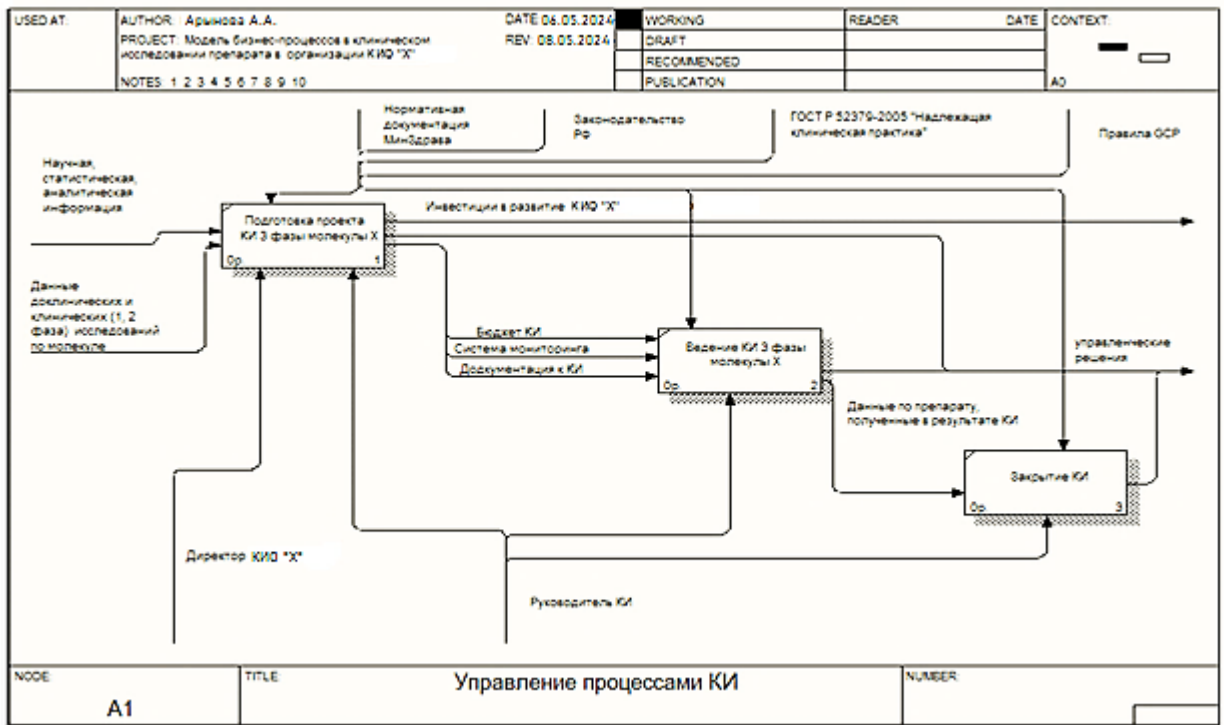 USED AT:
AUTHOR: Арынова А.А.
DATE: 06.05.2024
PROJECT: Модель бизнес-процессов в клиническом
исследовании препарата в организации КИО "X"
REV: 08.05.2024
NOTES: 1 2 3 4 5 6 7 8 9 10
WORKING
DRAFT
RECOMMENDED
PUBLICATION
READER
DATE
CONTEXT:
A0
Нормативная
документация
МинЗдрава
Законодательство
РФ
ГОСТ Р 52379-2005 "Надлежащая
клиническая практика"
Правила GCP
Научная,
статистическая,
аналитическая
информация
Инвестиции в развитие КИО "X"
Подготовка проекта
КИ 3 фазы молекулы X
0р.
1
Данные
доклинических и
клинических (1, 2
фаза) исследований
по молекуле
Бюджет КИ
Система мониторинга
Документация к КИ
Ведение КИ 3 фазы
молекулы X
0р.
2
управленческие
решения
Данные по препарату,
полученные в результате КИ
Закрытие КИ
0р.
3
Директор КИО "X"
Руководитель КИ
NODE:
A1
TITLE:
Управление процессами КИ
NUMBER: